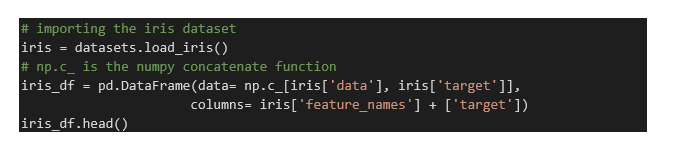 # importing the iris dataset
iris = datasets.load_iris()
# np.c_ is the numpy concatenate function
iris_df = pd.DataFrame(data= np.c_[iris['data'], iris['target']],
                      columns= iris['feature_names'] + ['target'])
iris_df.head()